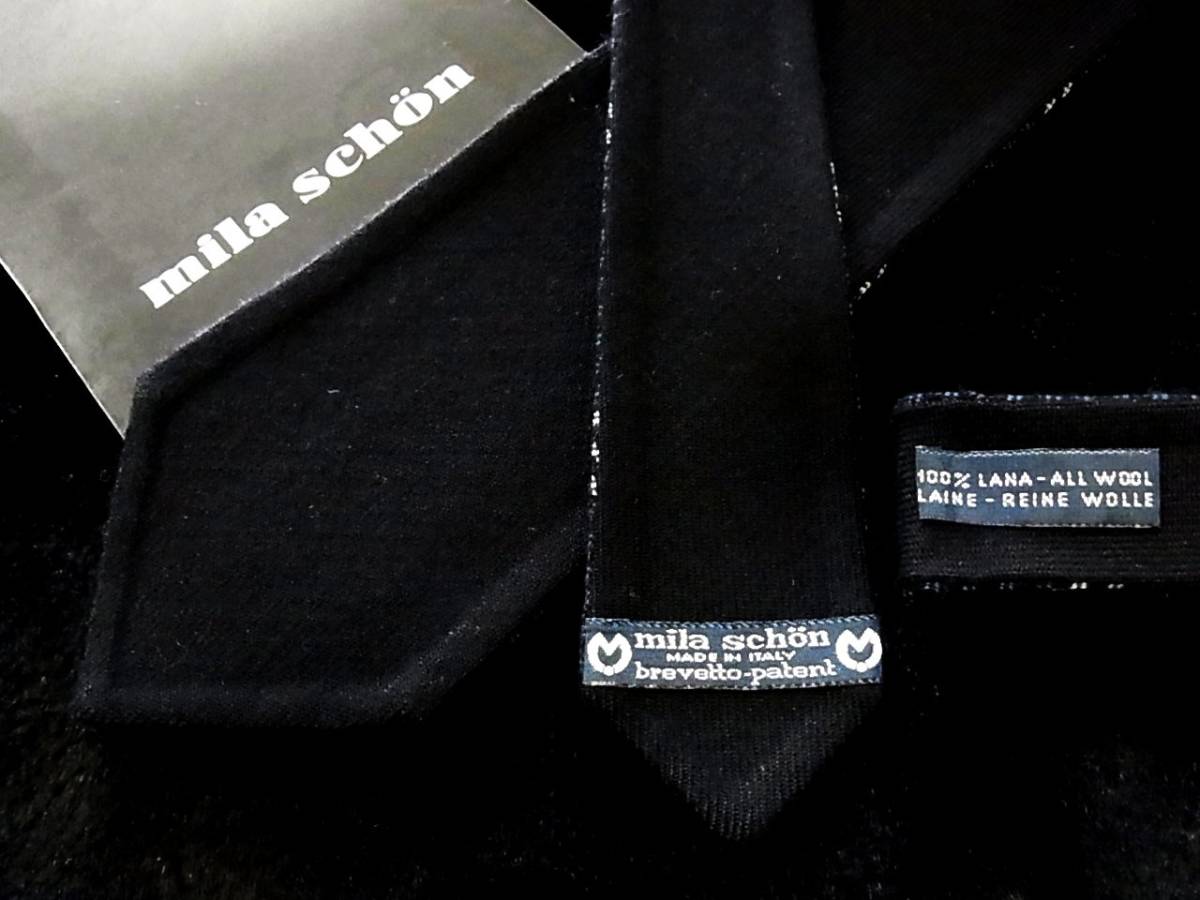 mila schön
100% LANA-ALL WOOL
LAINE-REINE WOLLE
mila schön
MADE IN ITALY
brevetto-patent